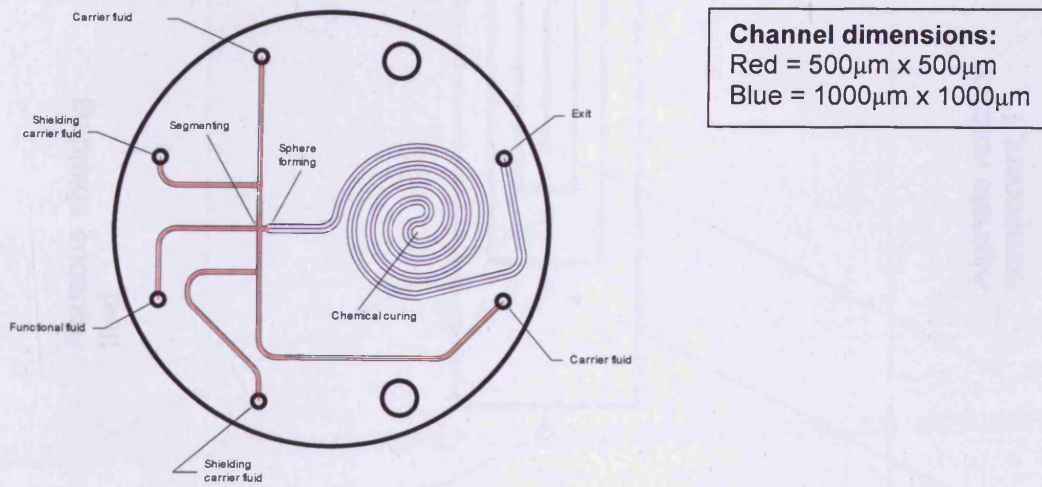 Carrier fluid
Channel dimensions:
Red = 500μm x 500μm
Blue = 1000μm x 1000μm
Shielding
carrier fluid
Segmenting
Sphere
forming
Exit
Functional fluid
Chemical curing
Carrier fluid
Shielding
carrier fluid